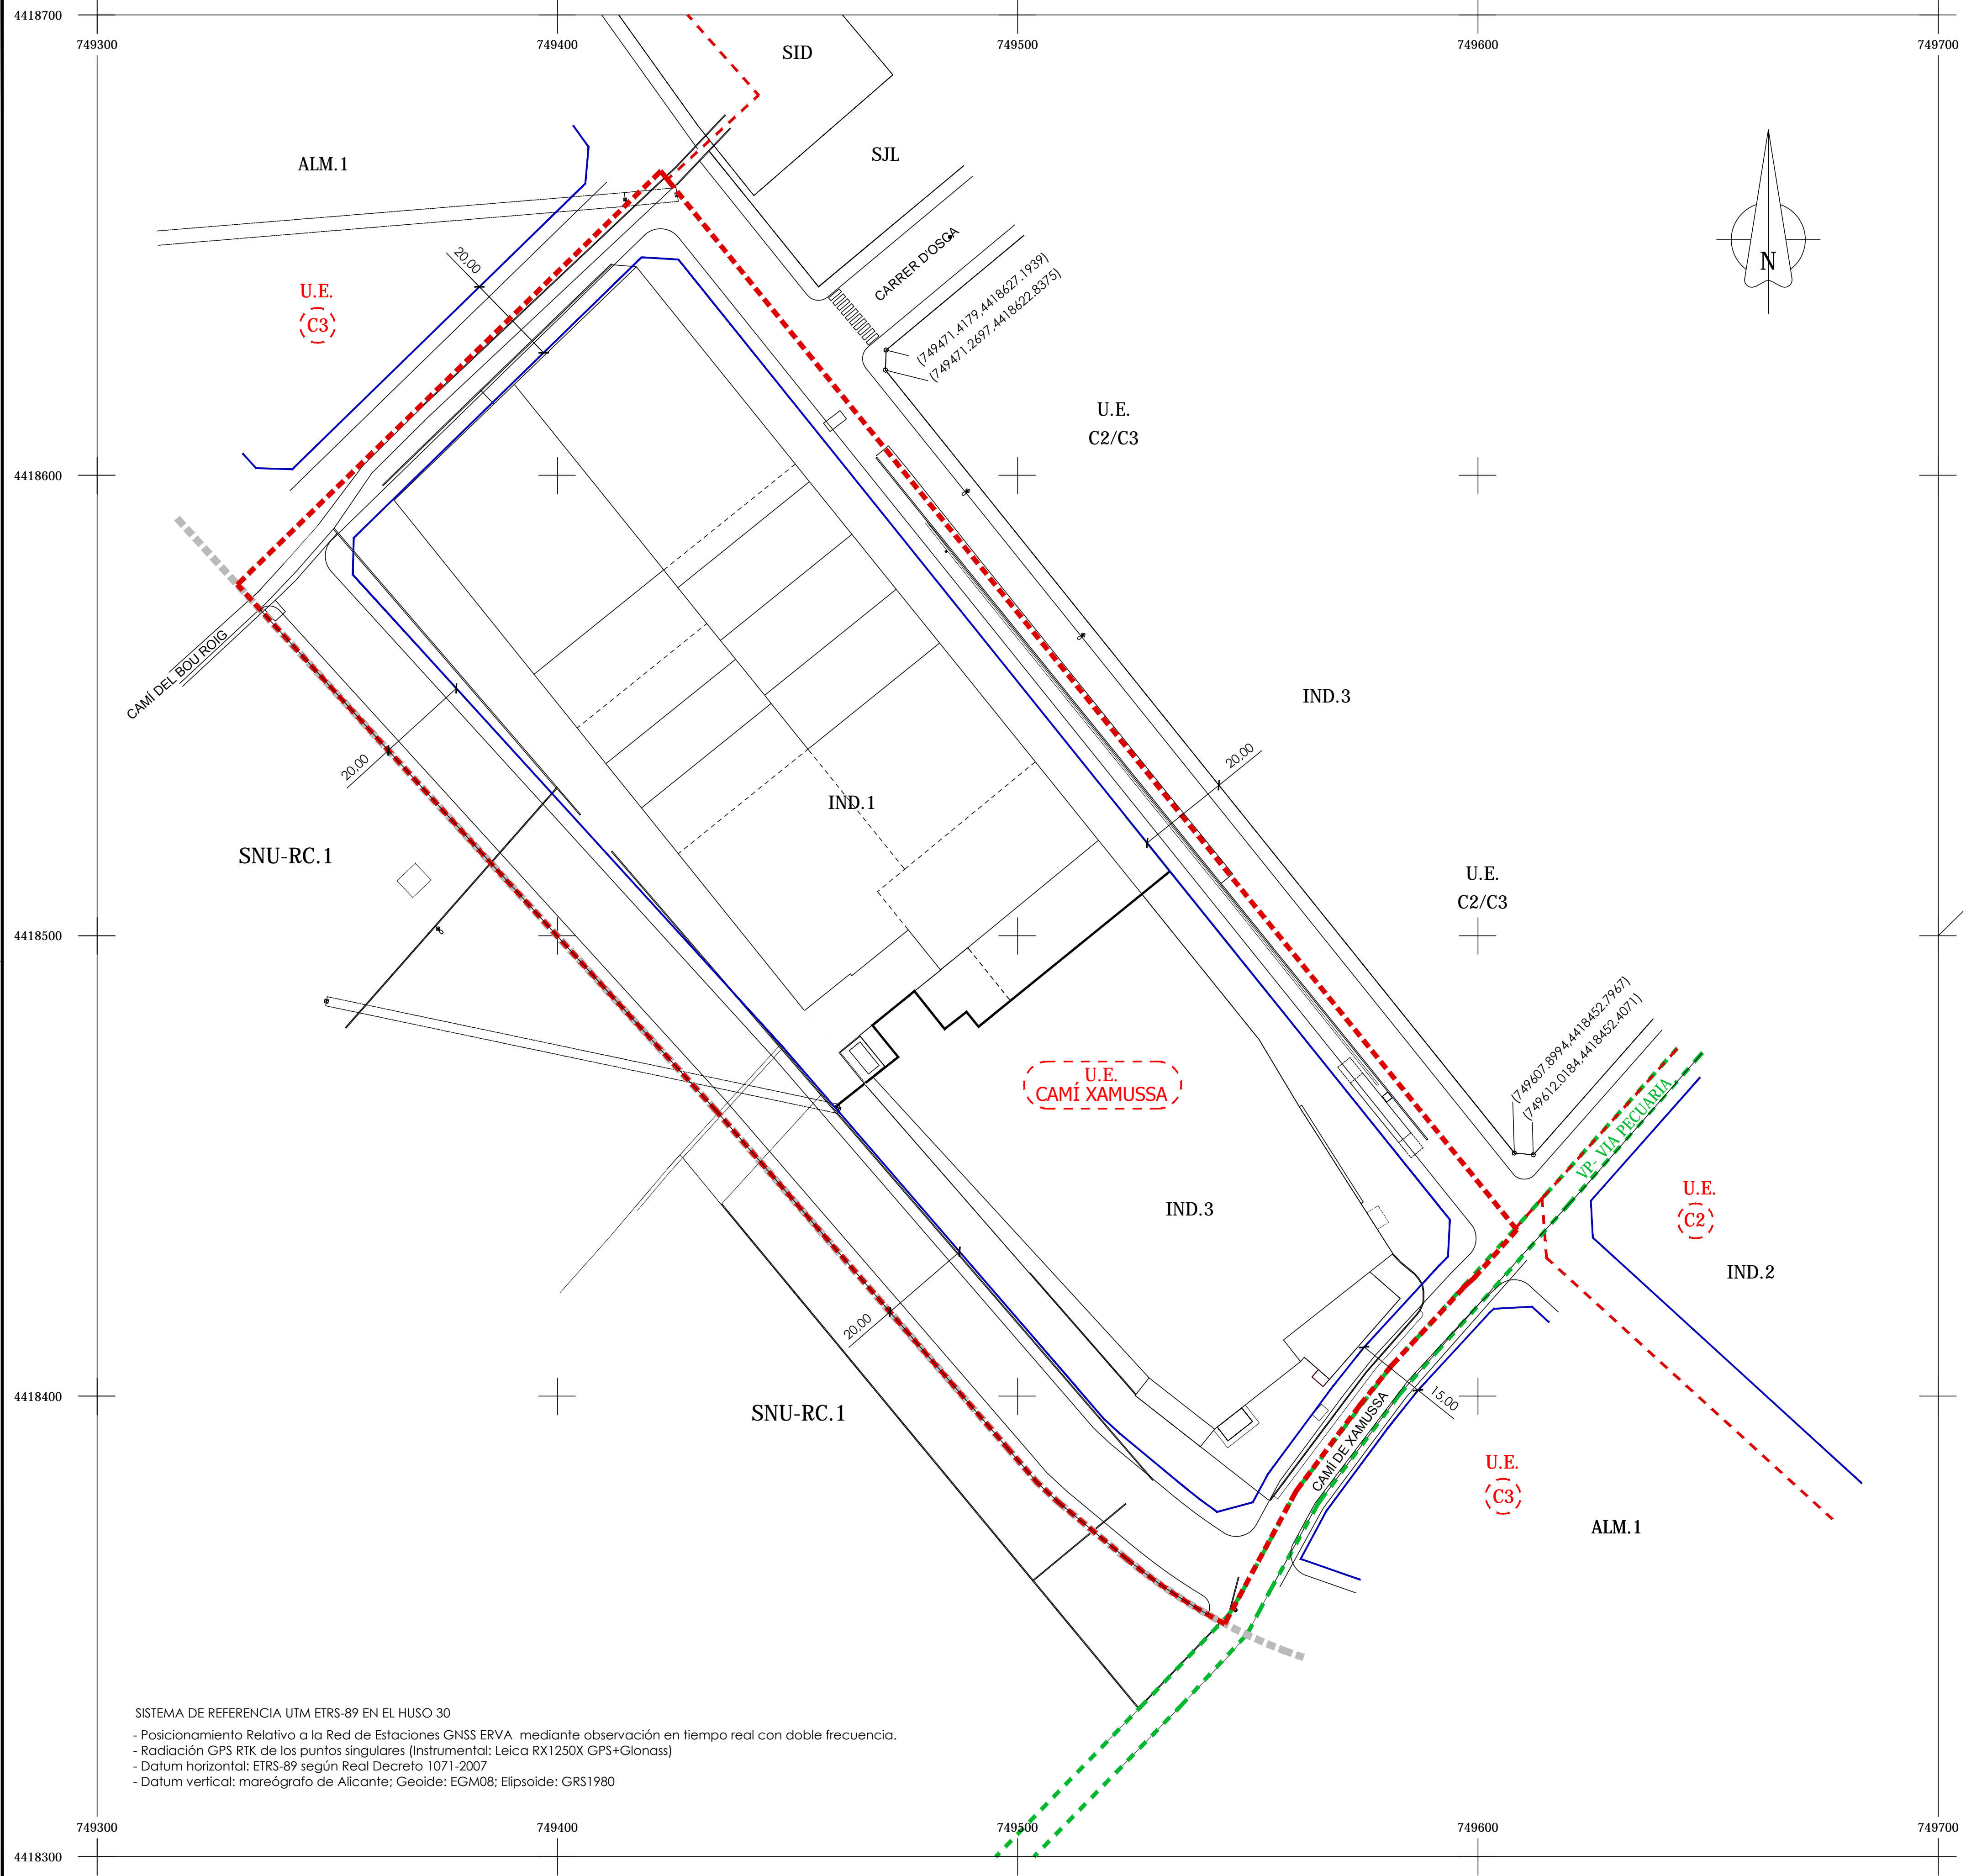 4418700
749300
749400
749500
749600
749700
SID
ALM.1
SJL
CARRER D'OSCA
20,00
(749471.4179,4418627.1939)
(749471.2697,4418622.8375)
N
U.E.
C3
U.E.
C2/C3
4418600
CAMÍ DEL BOU ROIG
IND.3
20,00
20,00
IND.1
SNU-RC.1
U.E.
C2/C3
4418500
(749607.8994,4418452.7967)
(749612.0184,4418452.4071)
U.E.
CAMÍ XAMUSSA
VP- VIA PECUARIA
U.E.
C2
IND.3
IND.2
20,00
4418400
15,00
SNU-RC.1
CAMÍ DE XAMUSSA
U.E.
C3
ALM.1
SISTEMA DE REFERENCIA UTM ETRS-89 EN EL HUSO 30
- Posicionamiento Relativo a la Red de Estaciones GNSS ERVA mediante observación en tiempo real con doble frecuencia.
- Radiación GPS RTK de los puntos singulares (Instrumental: Leica RX1250X GPS+Glonass)
- Datum horizontal: ETRS-89 según Real Decreto 1071-2007
- Datum vertical: mareógrafo de Alicante; Geoide: EGM08; Elipsoide: GRS1980
749300
749400
749500
749600
749700
4418300